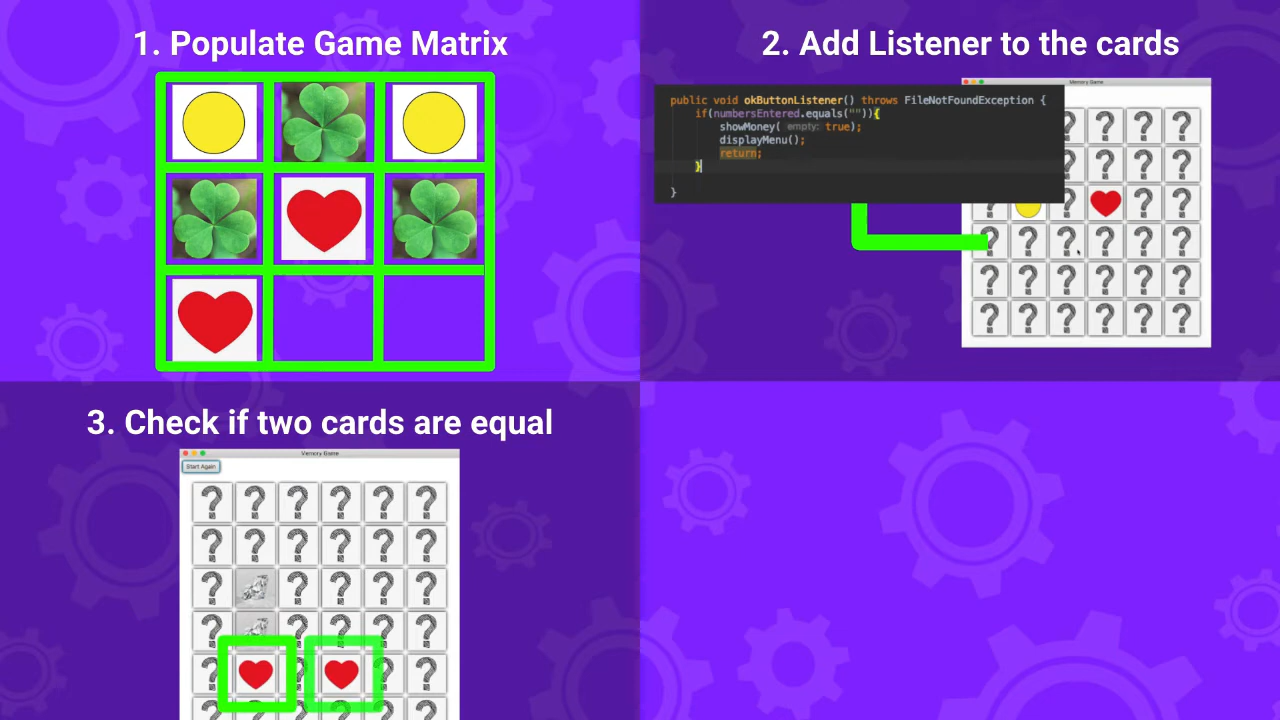 1. Populate Game Matrix
2. Add Listener to the cards
Memory Game
public void okButtonListener() throws FileNotFoundException {
if(numbersEntered.equals("")){
showMoney( empty: true);
displayMenu();
return;
}
}
3. Check if two cards are equal
Memory Game
Start Again